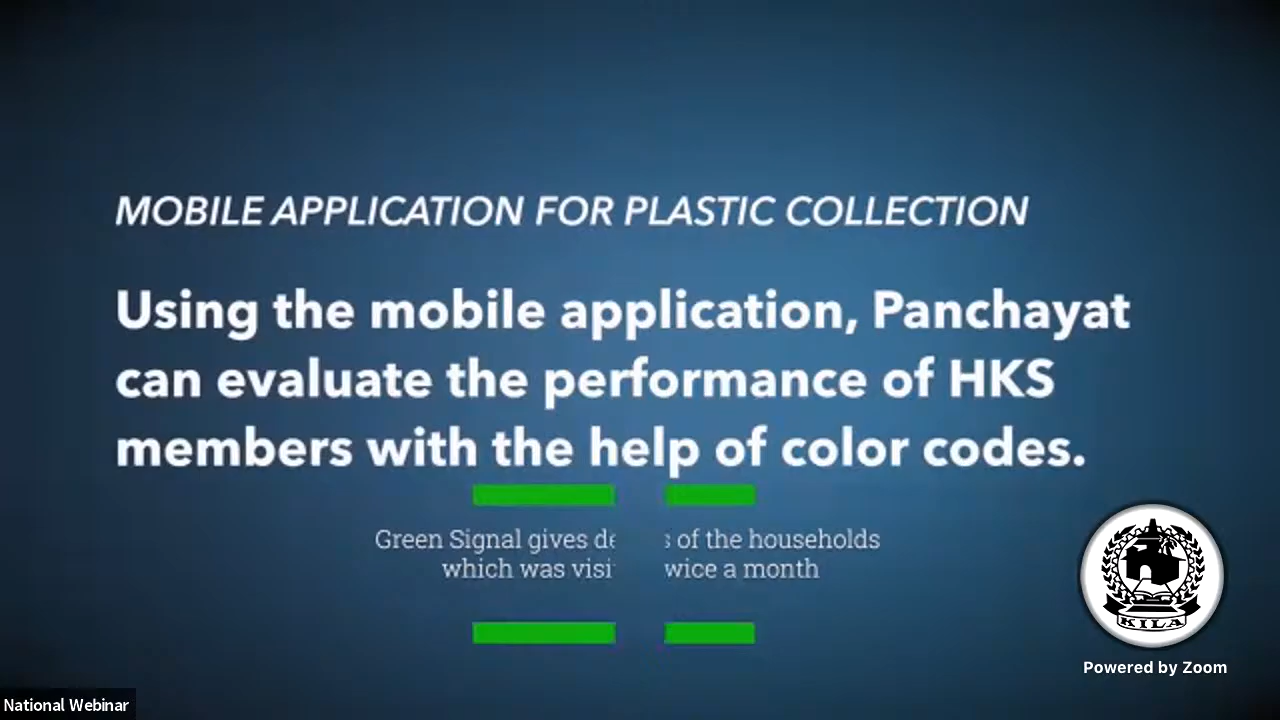 MOBILE APPLICATION FOR PLASTIC COLLECTION
Using the mobile application, Panchayat
can evaluate the performance of HKS
members with the help of color codes.
Green Signal gives of the households
which was a month
KILA
Powered by Zoom
National Webinar